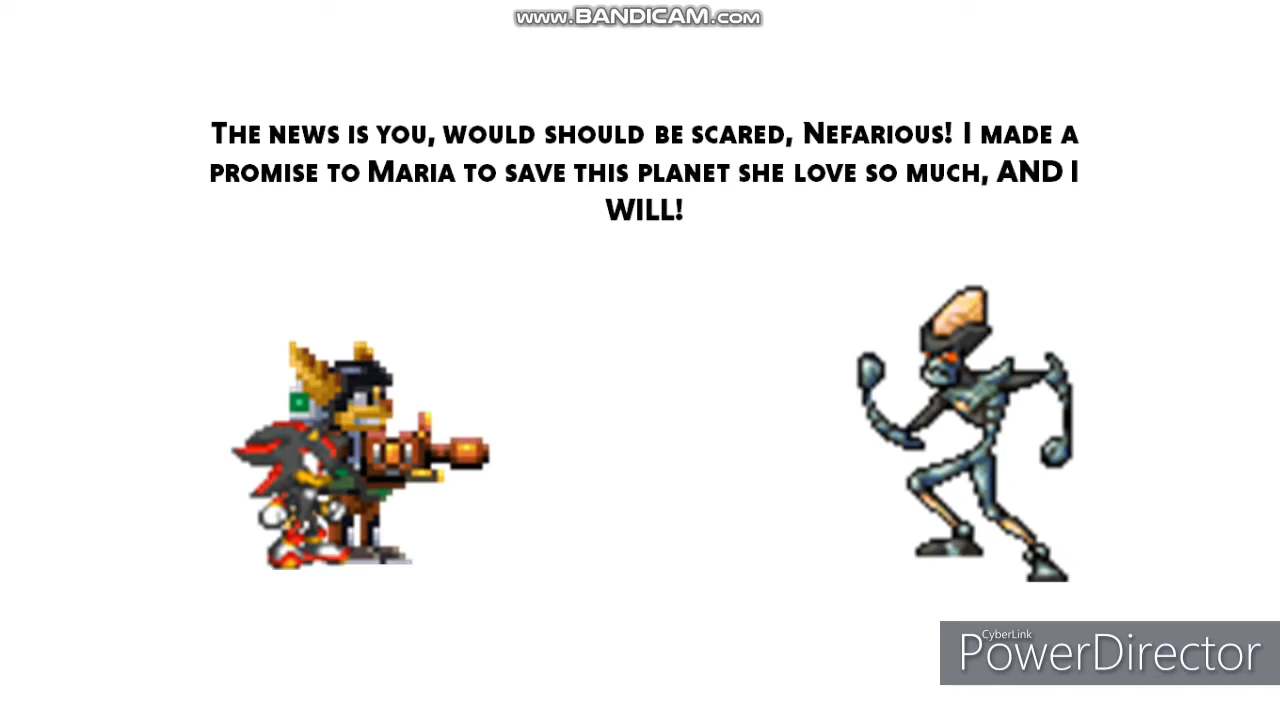 www.BANDICAM.com
The news is you, would should be scared, Nefarious! I made a
promise to Maria to save this planet she love so much, AND I
WILL!
CyberLink
PowerDirector